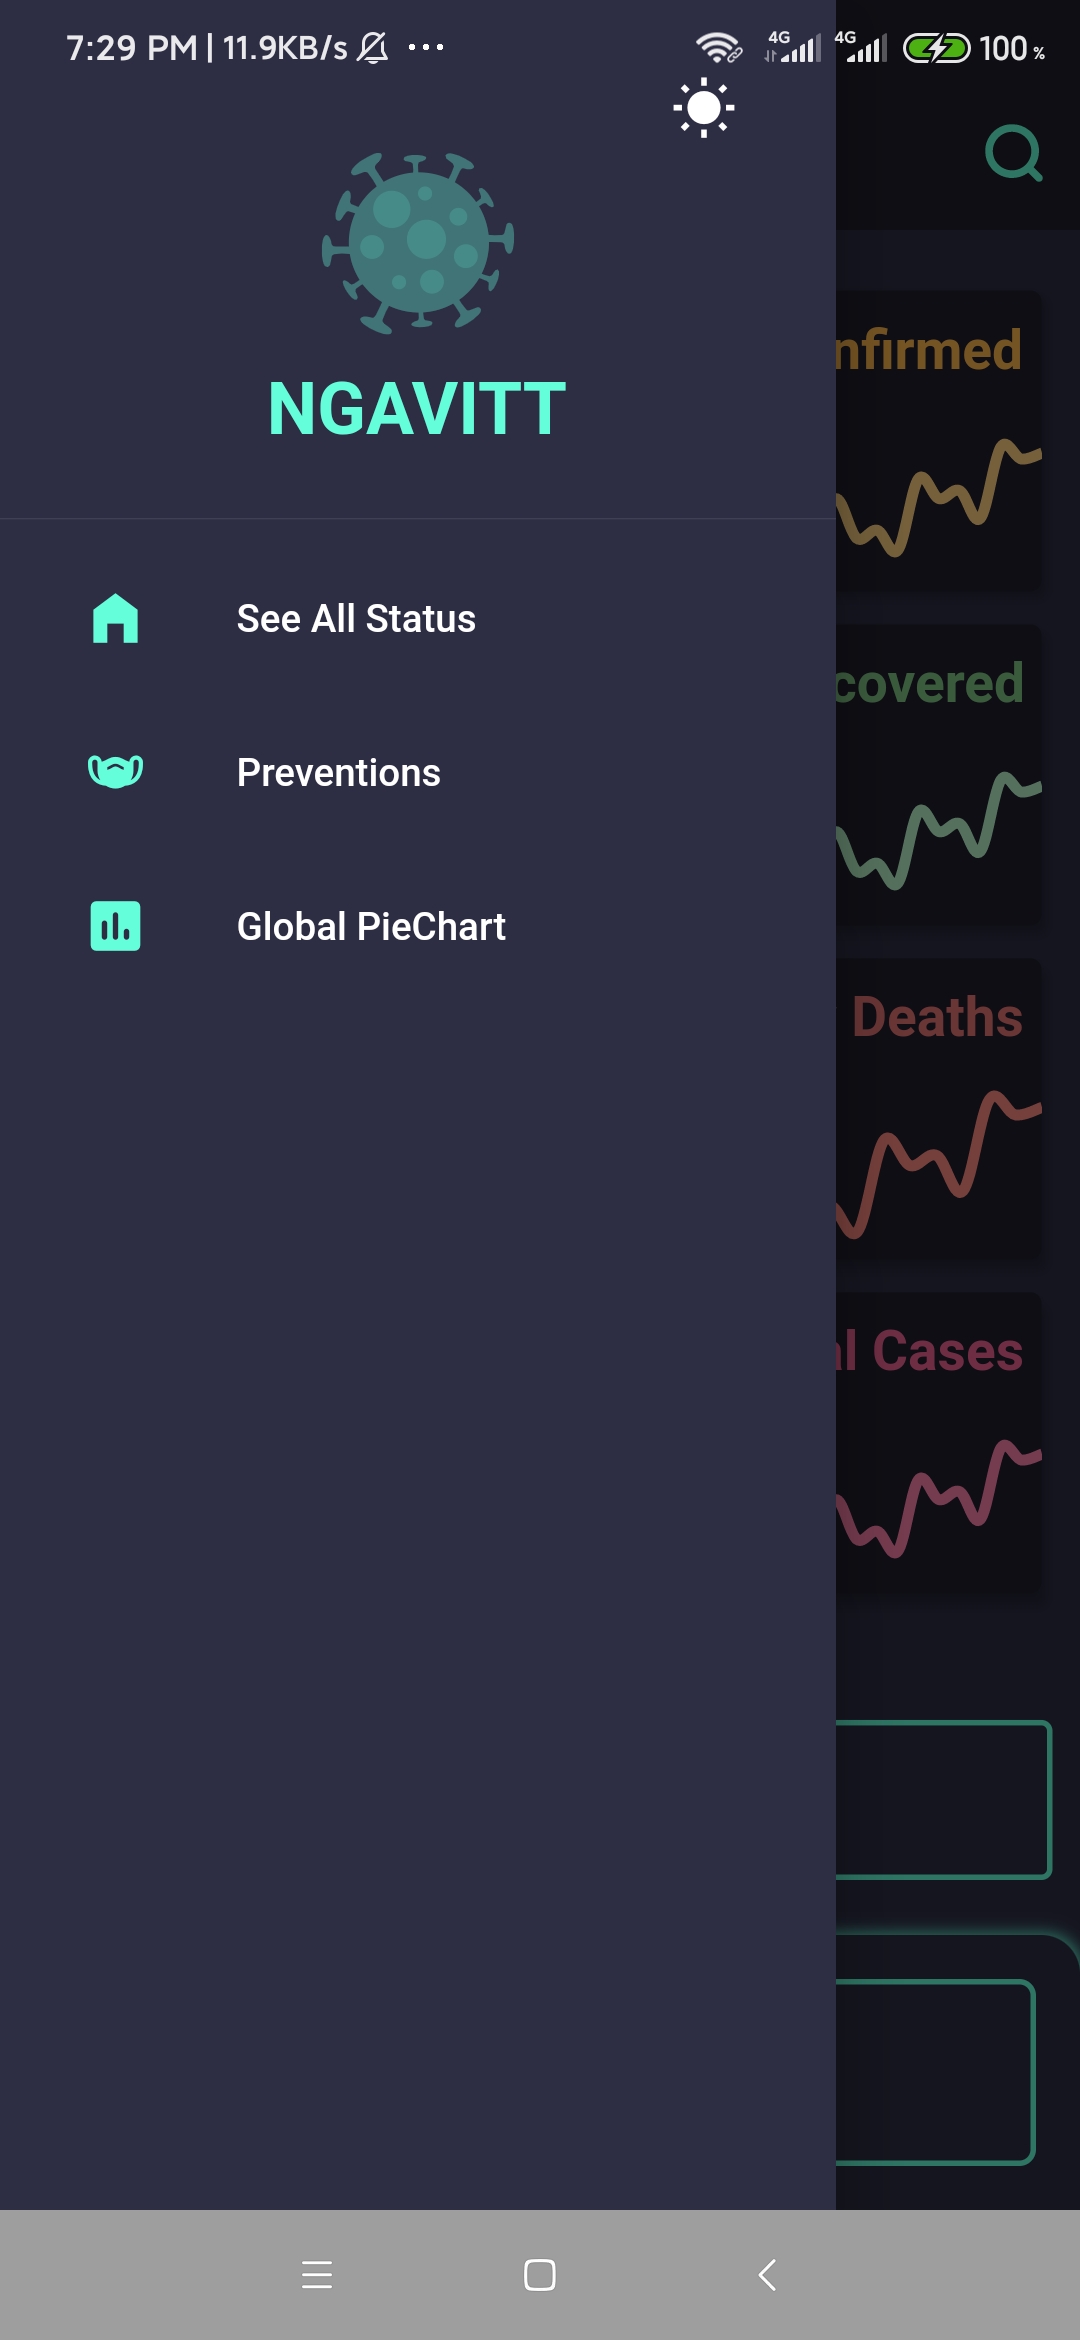 7:29 PM | 11.9KB/s ... 4G 4G 100 %
NGAVITT
See All Status
Preventions
Global PieChart
nfirmed
covered
Deaths
al Cases